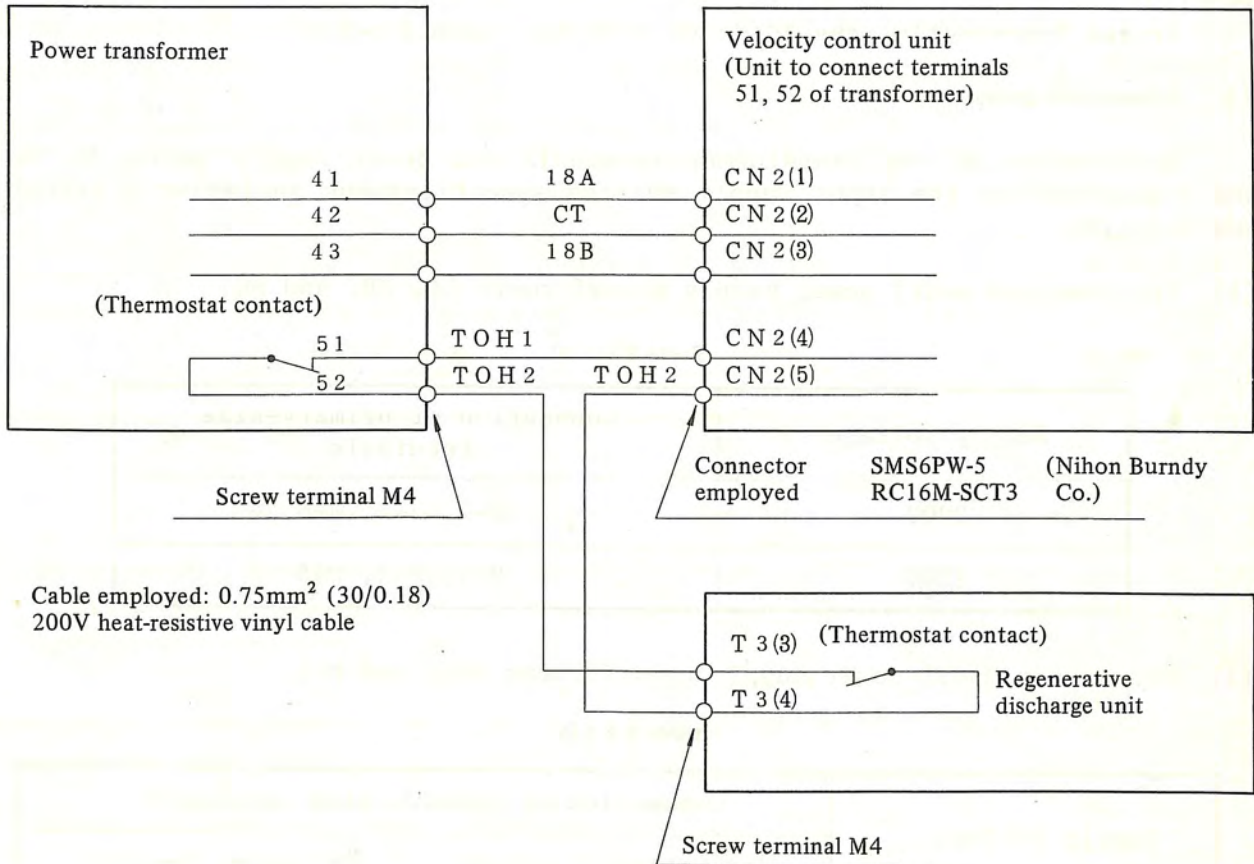 Power transformer
Velocity control unit
(Unit to connect terminals
51, 52 of transformer)
41 18A CN2(1)
42 CT CN2(2)
43 18B CN2(3)
(Thermostat contact)
51 TOH1 CN2(4)
52 TOH2 TOH2 CN2(5)
Screw terminal M4
Connector SMS6PW-5 (Nihon Burndy
employed RC16M-SCT3 Co.)
Cable employed: 0.75mm² (30/0.18)
200V heat-resistive vinyl cable
T3(3) (Thermostat contact)
T3(4)
Regenerative
discharge unit
Screw terminal M4